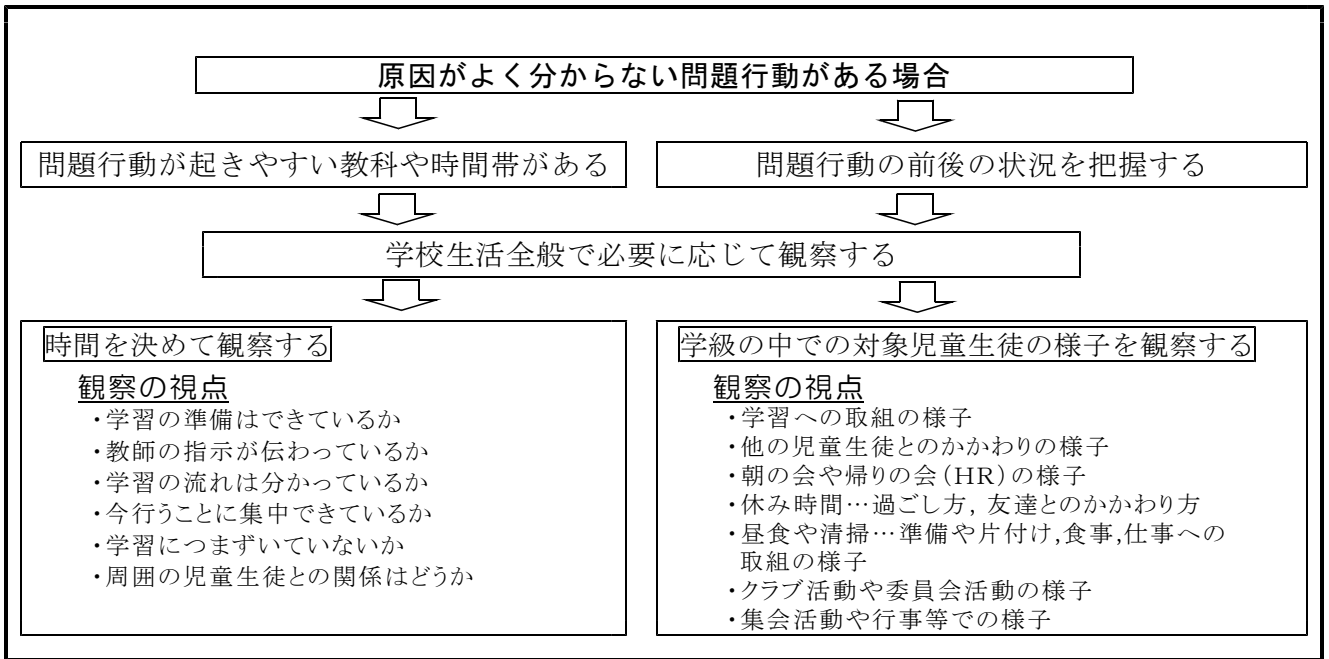 原因がよく分からない問題行動がある場合
問題行動が起きやすい教科や時間帯がある
問題行動の前後の状況を把握する
学校生活全般で必要に応じて観察する
時間を決めて観察する
観察の視点
・学習の準備はできているか
・教師の指示が伝わっているか
・学習の流れは分かっているか
・今行うことに集中できているか
・学習につまずいていないか
・周囲の児童生徒との関係はどうか
学級の中での対象児童生徒の様子を観察する
観察の視点
・学習への取組の様子
・他の児童生徒とのかかわりの様子
・朝の会や帰りの会(HR)の様子
・休み時間…過ごし方, 友達とのかかわり方
・昼食や清掃…準備や片付け,食事,仕事への
取組の様子
・クラブ活動や委員会活動の様子
・集会活動や行事等での様子